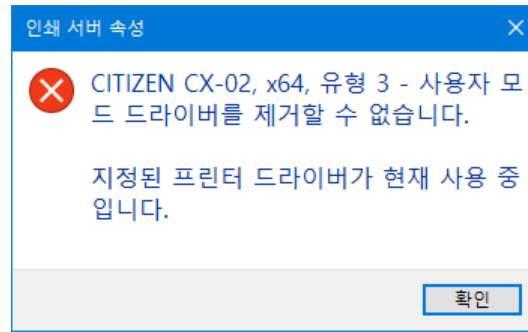 인쇄 서버 속성
CITIZEN CX-02, x64, 유형 3 - 사용자 모
드 드라이버를 제거할 수 없습니다.
지정된 프린터 드라이버가 현재 사용 중
입니다.
확인